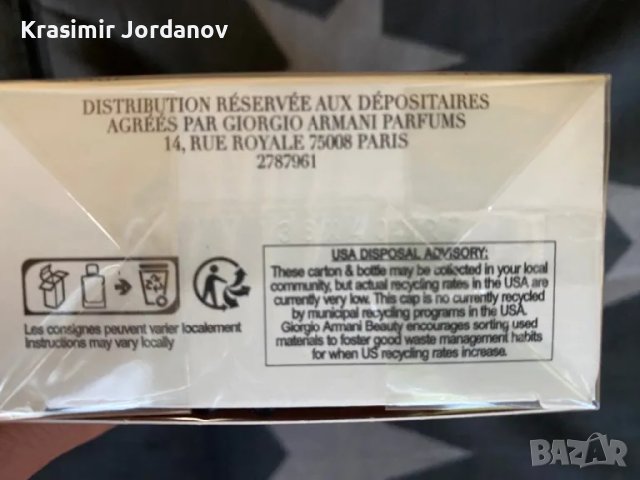 Krasimir Jordanov
DISTRIBUTION RÉSERVÉE AUX DÉPOSITAIRES
AGRÉÉS PAR GIORGIO ARMANI PARFUMS
14, RUE ROYALE 75008 PARIS
2787961
Les consignes peuvent varier localement
Instructions may vary locally
USA DISPOSAL ADVISORY:
These carton & bottle may be collected in your local
community, but actual recycling rates in the USA are
currently very low. This cap is no currently recycled
by municipal recycling programs in the USA.
Giorgio Armani Beauty encourages sorting used
materials to foster good waste management habits
for when US recycling rates increase.
BAZAR